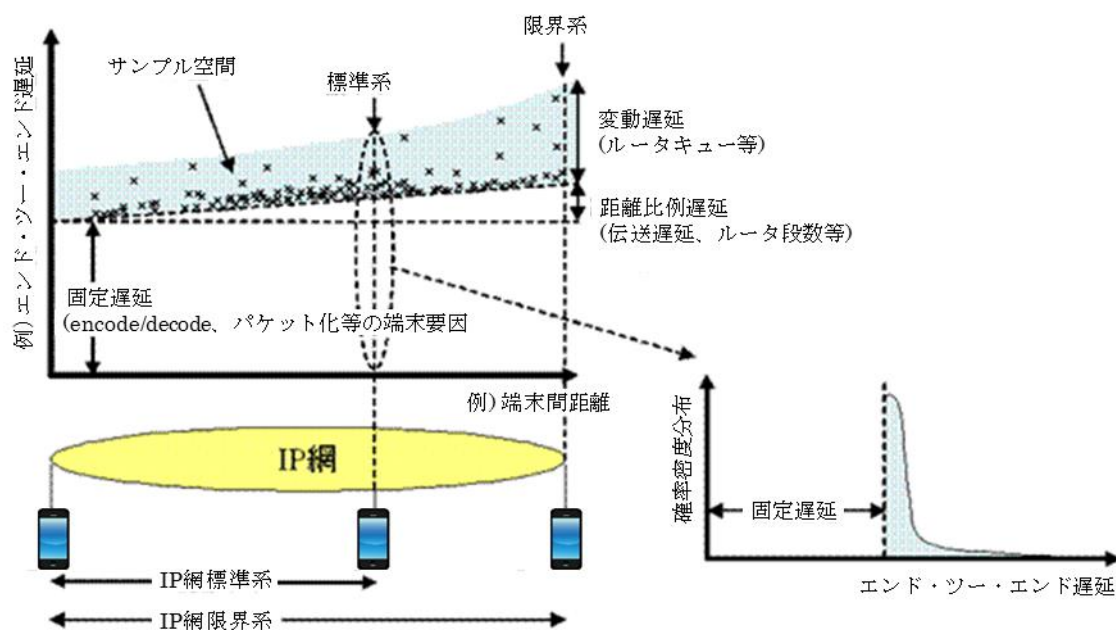 限界系
サンプル空間
標準系
例) エンド・ツー・エンド遅延
変動遅延
(ルータキュー等)
距離比例遅延
(伝送遅延、ルータ段数等)
固定遅延
(encode/decode、パケット化等の端末要因
例) 端末間距離
IP網
IP網標準系
IP網限界系
確率密度分布
固定遅延
エンド・ツー・エンド遅延